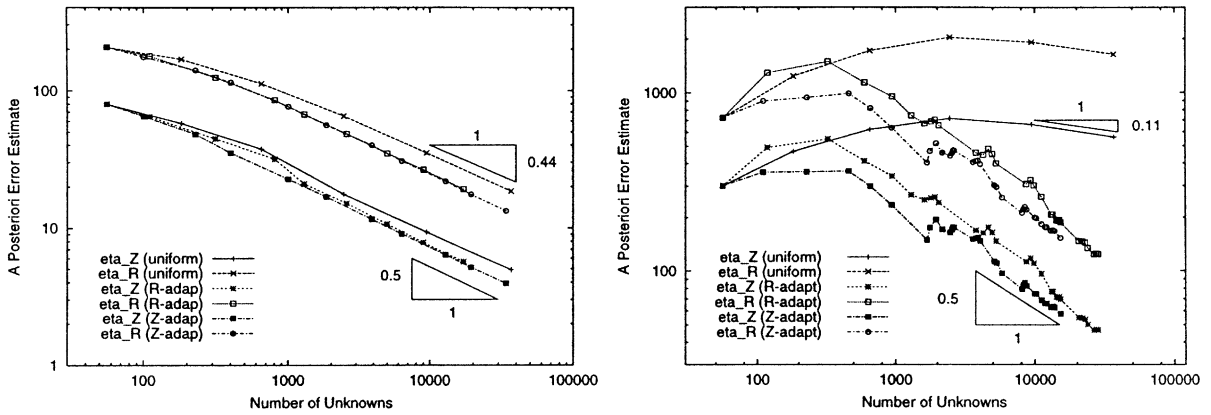 A Posteriori Error Estimate
100
10
1
eta_Z (uniform)
eta_R (uniform)
eta_Z (R-adap)
eta_R (R-adap)
eta_Z (Z-adap)
eta_R (Z-adap)
1
0.44
0.5
1
100
1000
10000
100000
Number of Unknowns
A Posteriori Error Estimate
1000
100
eta_Z (uniform)
eta_R (uniform)
eta_Z (R-adapt)
eta_R (R-adapt)
eta_Z (Z-adapt)
eta_R (Z-adapt)
1
0.11
0.5
1
100
1000
10000
100000
Number of Unknowns